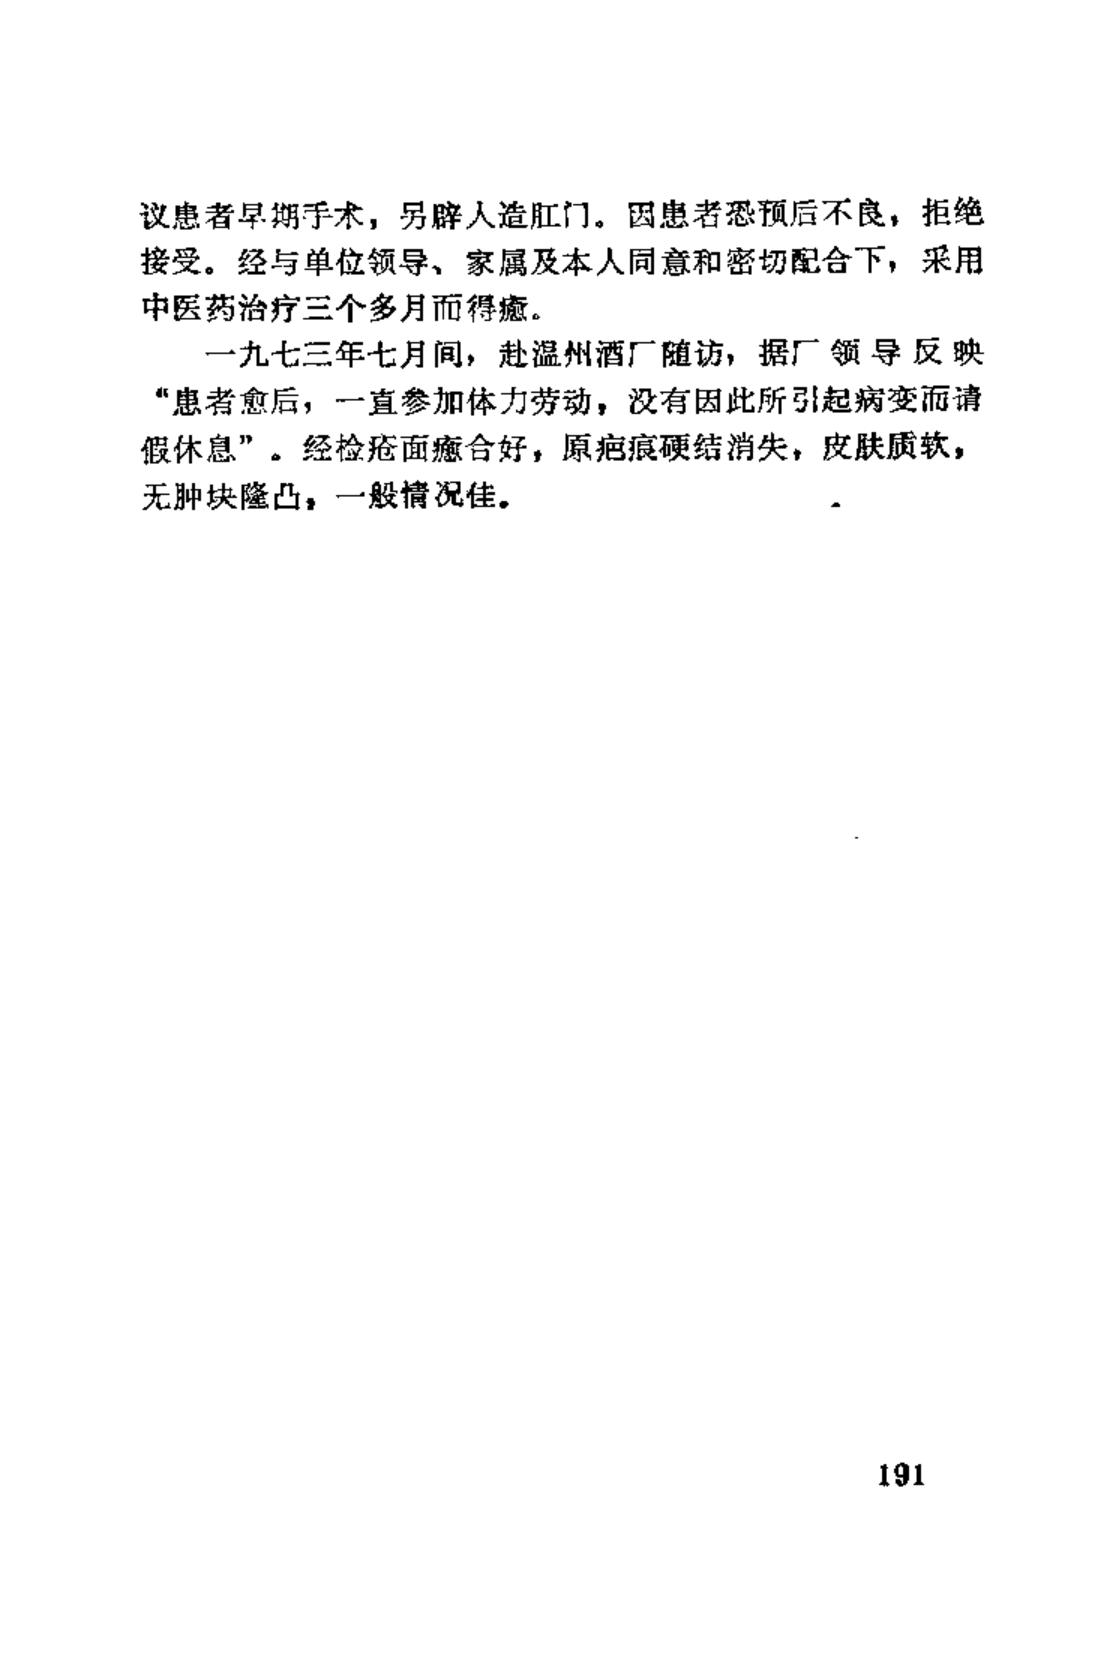 议患者早期手术，另辟人造肛门。因患者恐预后不良，拒绝
接受。经与单位领导、家属及本人同意和密切配合下，采用
中医药治疗三个多月而得癒。
一九七三年七月间，赴温州酒厂随访，据厂领导反映
“患者愈后，一直参加体力劳动，没有因此所引起病变而请
假休息”。经检疮面癒合好，原疤痕硬结消失，皮肤质软，
无肿块隆凸，一般情况佳。
191